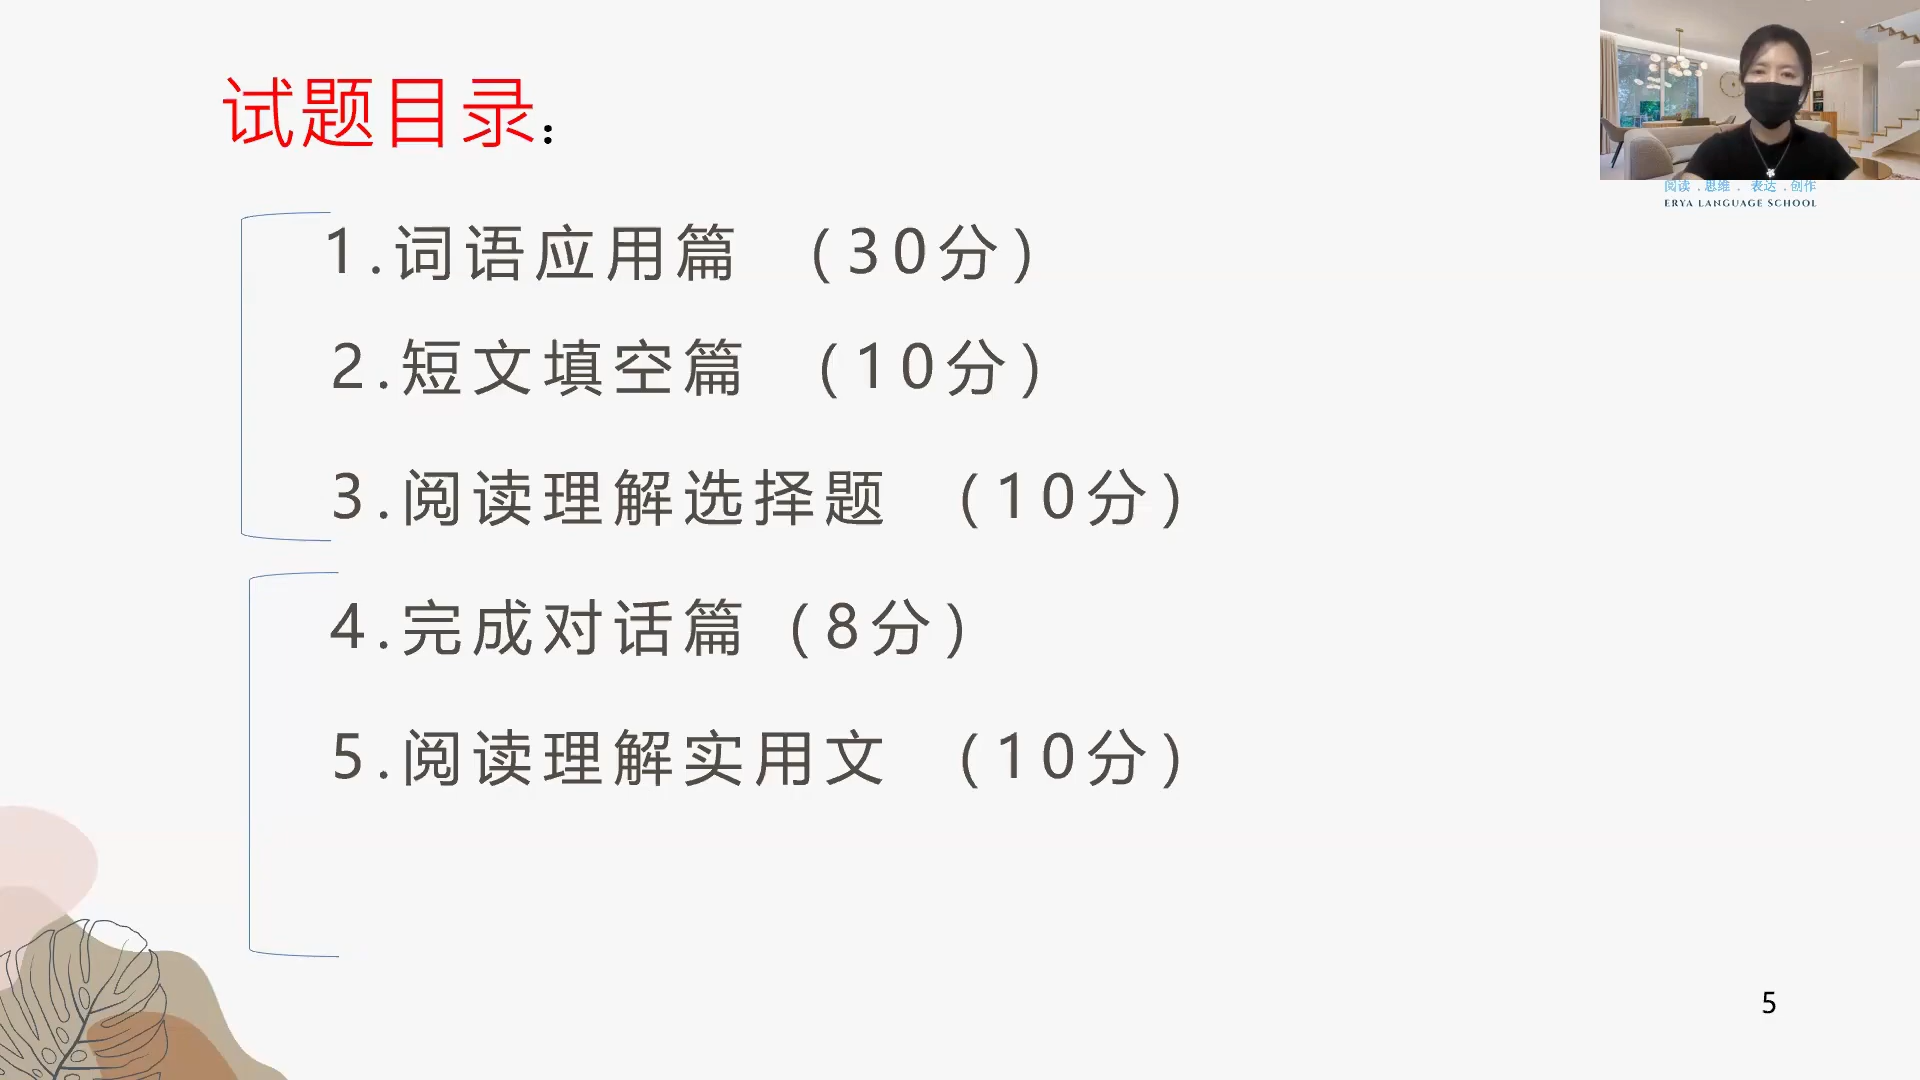 试题目录：
1.词语应用篇 （30分）
2.短文填空篇 （10分）
3.阅读理解选择题 （10分）
4.完成对话篇（8分）
5.阅读理解实用文 （10分）
阅读 . 思维 . 表达 . 创作
ERYA LANGUAGE SCHOOL
5